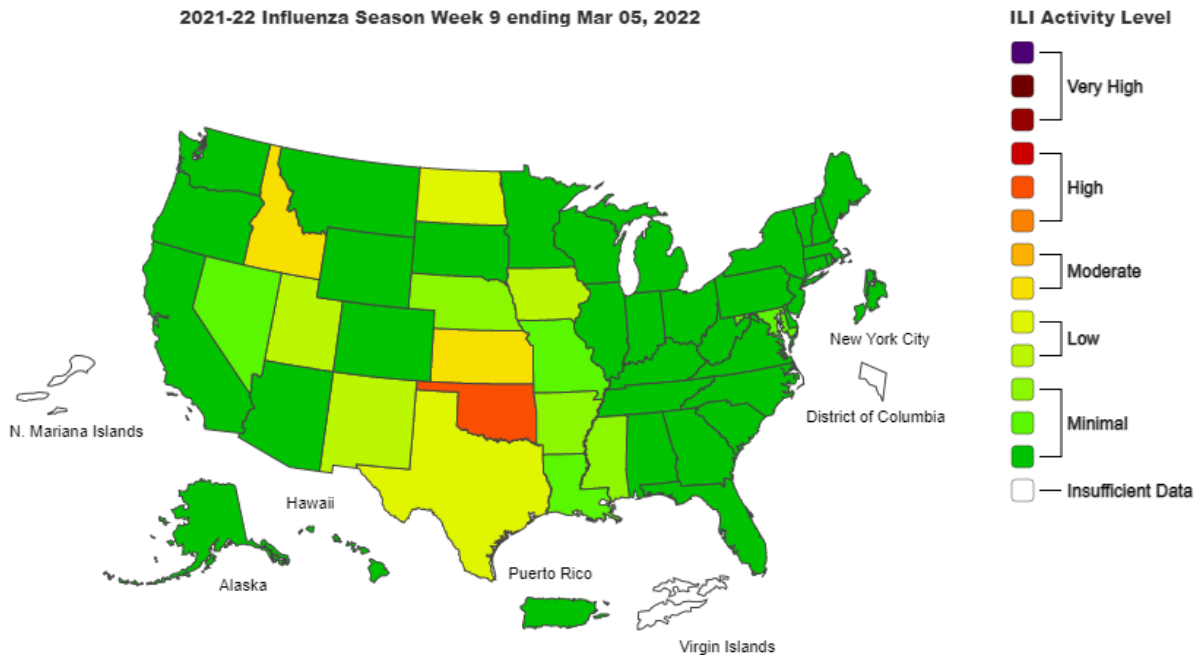 2021-22 Influenza Season Week 9 ending Mar 05, 2022
ILI Activity Level
Very High
High
Moderate
Low
Minimal
Insufficient Data
New York City
District of Columbia
N. Mariana Islands
Hawaii
Alaska
Puerto Rico
Virgin Islands